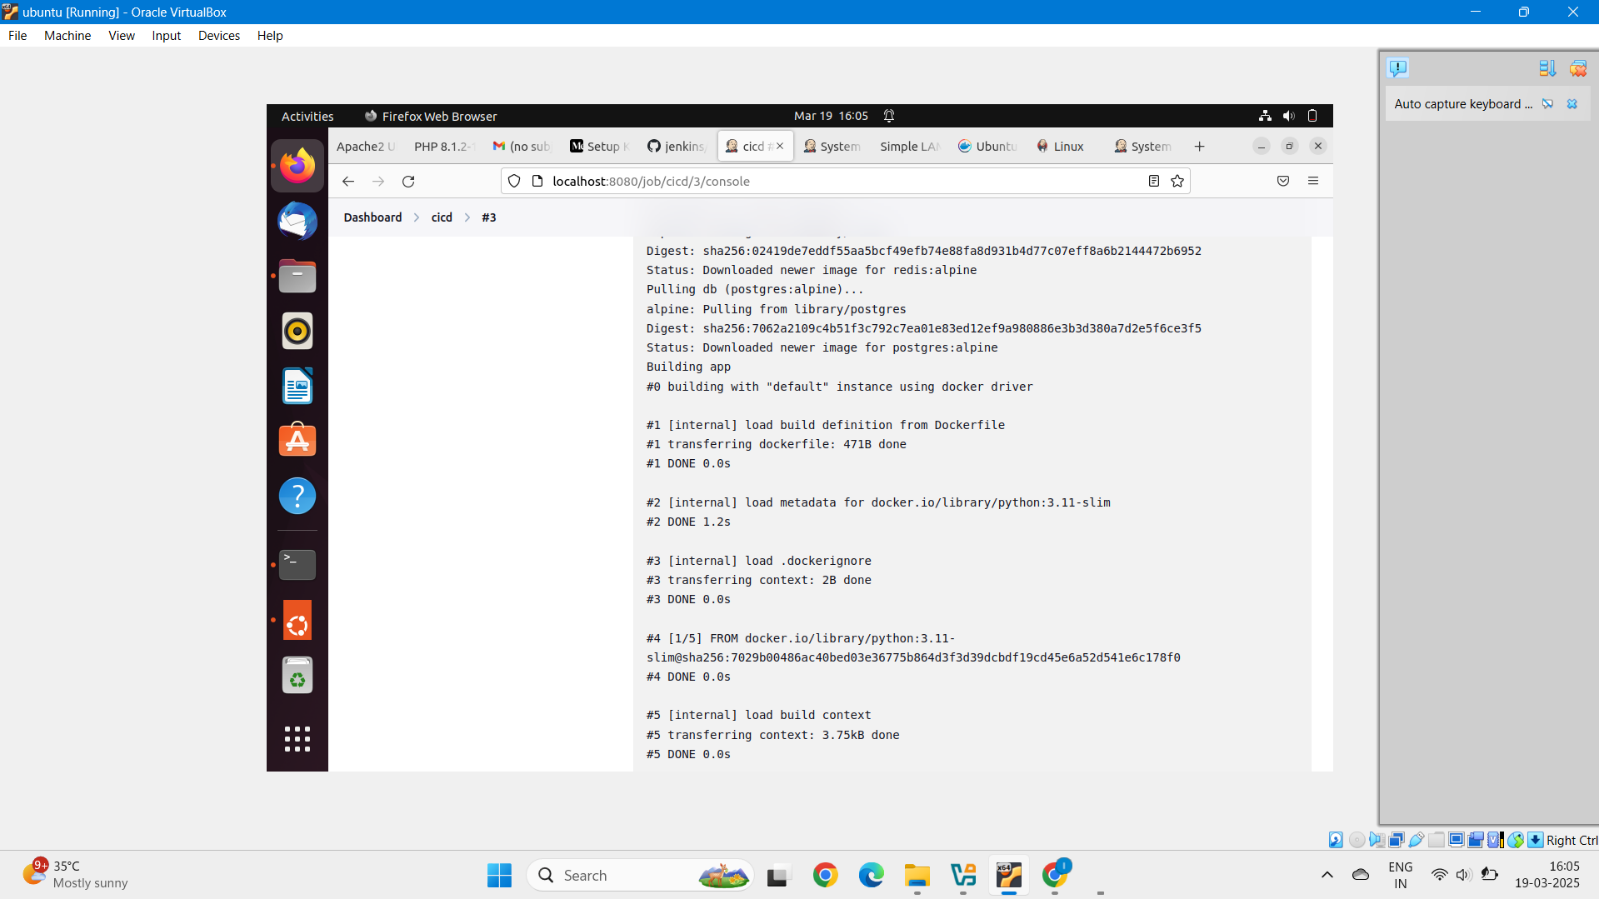 ubuntu [Running] - Oracle VirtualBox
File Machine View Input Devices Help
Auto capture keyboard ...
Activities Firefox Web Browser Mar 19 16:05
Apache2 U PHP 8.1.2- (no sub Setup K jenkins/ cicd # System Simple LAM Ubuntu Linux System
localhost:8080/job/cicd/3/console
Dashboard > cicd > #3
Digest: sha256:02419de7eddf55aa5bcf49efb74e88fa8d931b4d77c07eff8a6b2144472b6952
Status: Downloaded newer image for redis:alpine
Pulling db (postgres:alpine)...
alpine: Pulling from library/postgres
Digest: sha256:7062a2109c4b51f3c792c7ea01e83ed12ef9a980886e3b3d380a7d2e5f6ce3f5
Status: Downloaded newer image for postgres:alpine
Building app
#0 building with "default" instance using docker driver
#1 [internal] load build definition from Dockerfile
#1 transferring dockerfile: 471B done
#1 DONE 0.0s
#2 [internal] load metadata for docker.io/library/python:3.11-slim
#2 DONE 1.2s
#3 [internal] load .dockerignore
#3 transferring context: 2B done
#3 DONE 0.0s
#4 [1/5] FROM docker.io/library/python:3.11-
slim@sha256:7029b00486ac40bed03e36775b864d3f3d39dcbdf19cd45e6a52d541e6c178f0
#4 DONE 0.0s
#5 [internal] load build context
#5 transferring context: 3.75kB done
#5 DONE 0.0s
Right Ctrl
9+
35°C
Mostly sunny
Search
ENG
IN
16:05
19-03-2025